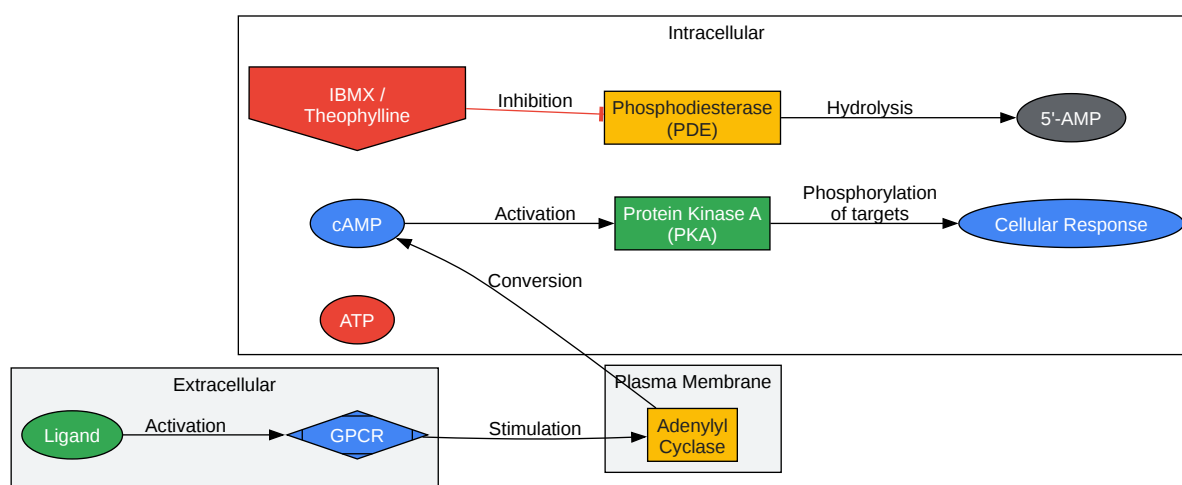 Intracellular
IBMX /
Theophylline
Inhibition
Phosphodiesterase
(PDE)
Hydrolysis
5'-AMP
cAMP
Activation
Protein Kinase A
(PKA)
Phosphorylation
of targets
Cellular Response
Conversion
ATP
Extracellular
Ligand
Activation
GPCR
Stimulation
Plasma Membrane
Adenylyl
Cyclase